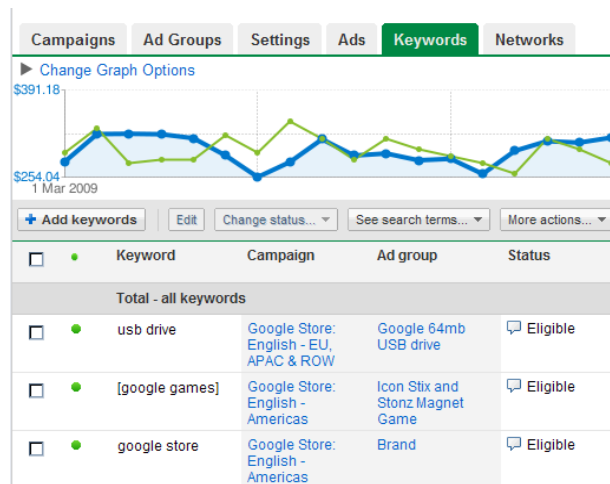 Campaigns Ad Groups Settings Ads Keywords Networks
Change Graph Options
$391.18
$254.04
1 Mar 2009
+ Add keywords Edit Change status... See search terms... More actions...
Keyword Campaign Ad group Status
Total - all keywords
usb drive Google Store: Google 64mb Eligible
English - EU, USB drive
APAC & ROW
[google games] Google Store: Icon Stix and Eligible
English - Stonz Magnet
Americas Game
google store Google Store: Brand Eligible
English -
Americas